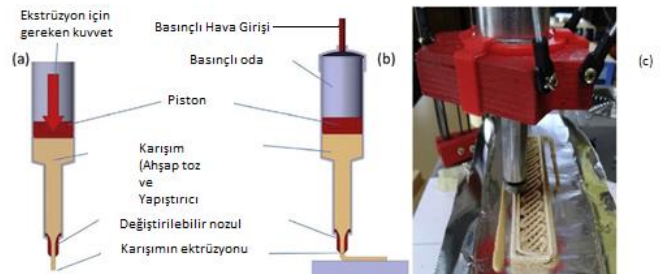 Ekstrüzyon için
gereken kuvvet
(a)
Basınçlı Hava Girişi
Basınçlı oda
(b)
(c)
Piston
Karışım
(Ahşap toz
ve
Yapıştırıcı
Değiştirilebilir nozul
Karışımın ektrüzyonu